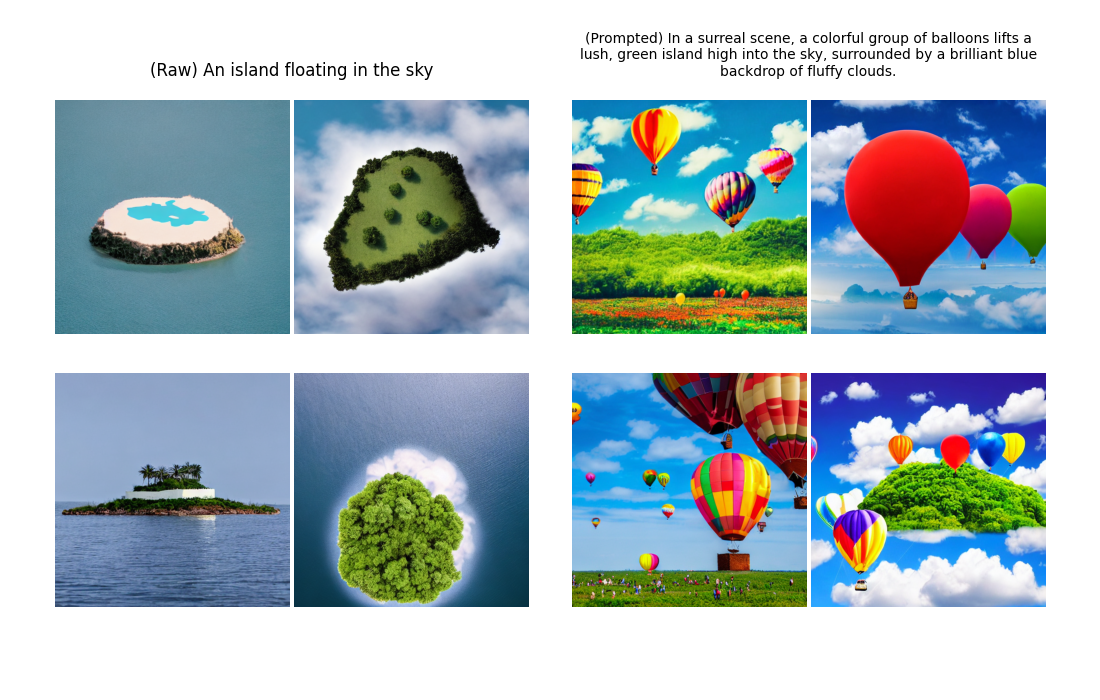 (Raw) An island floating in the sky
(Prompted) In a surreal scene, a colorful group of balloons lifts a
lush, green island high into the sky, surrounded by a brilliant blue
backdrop of fluffy clouds.